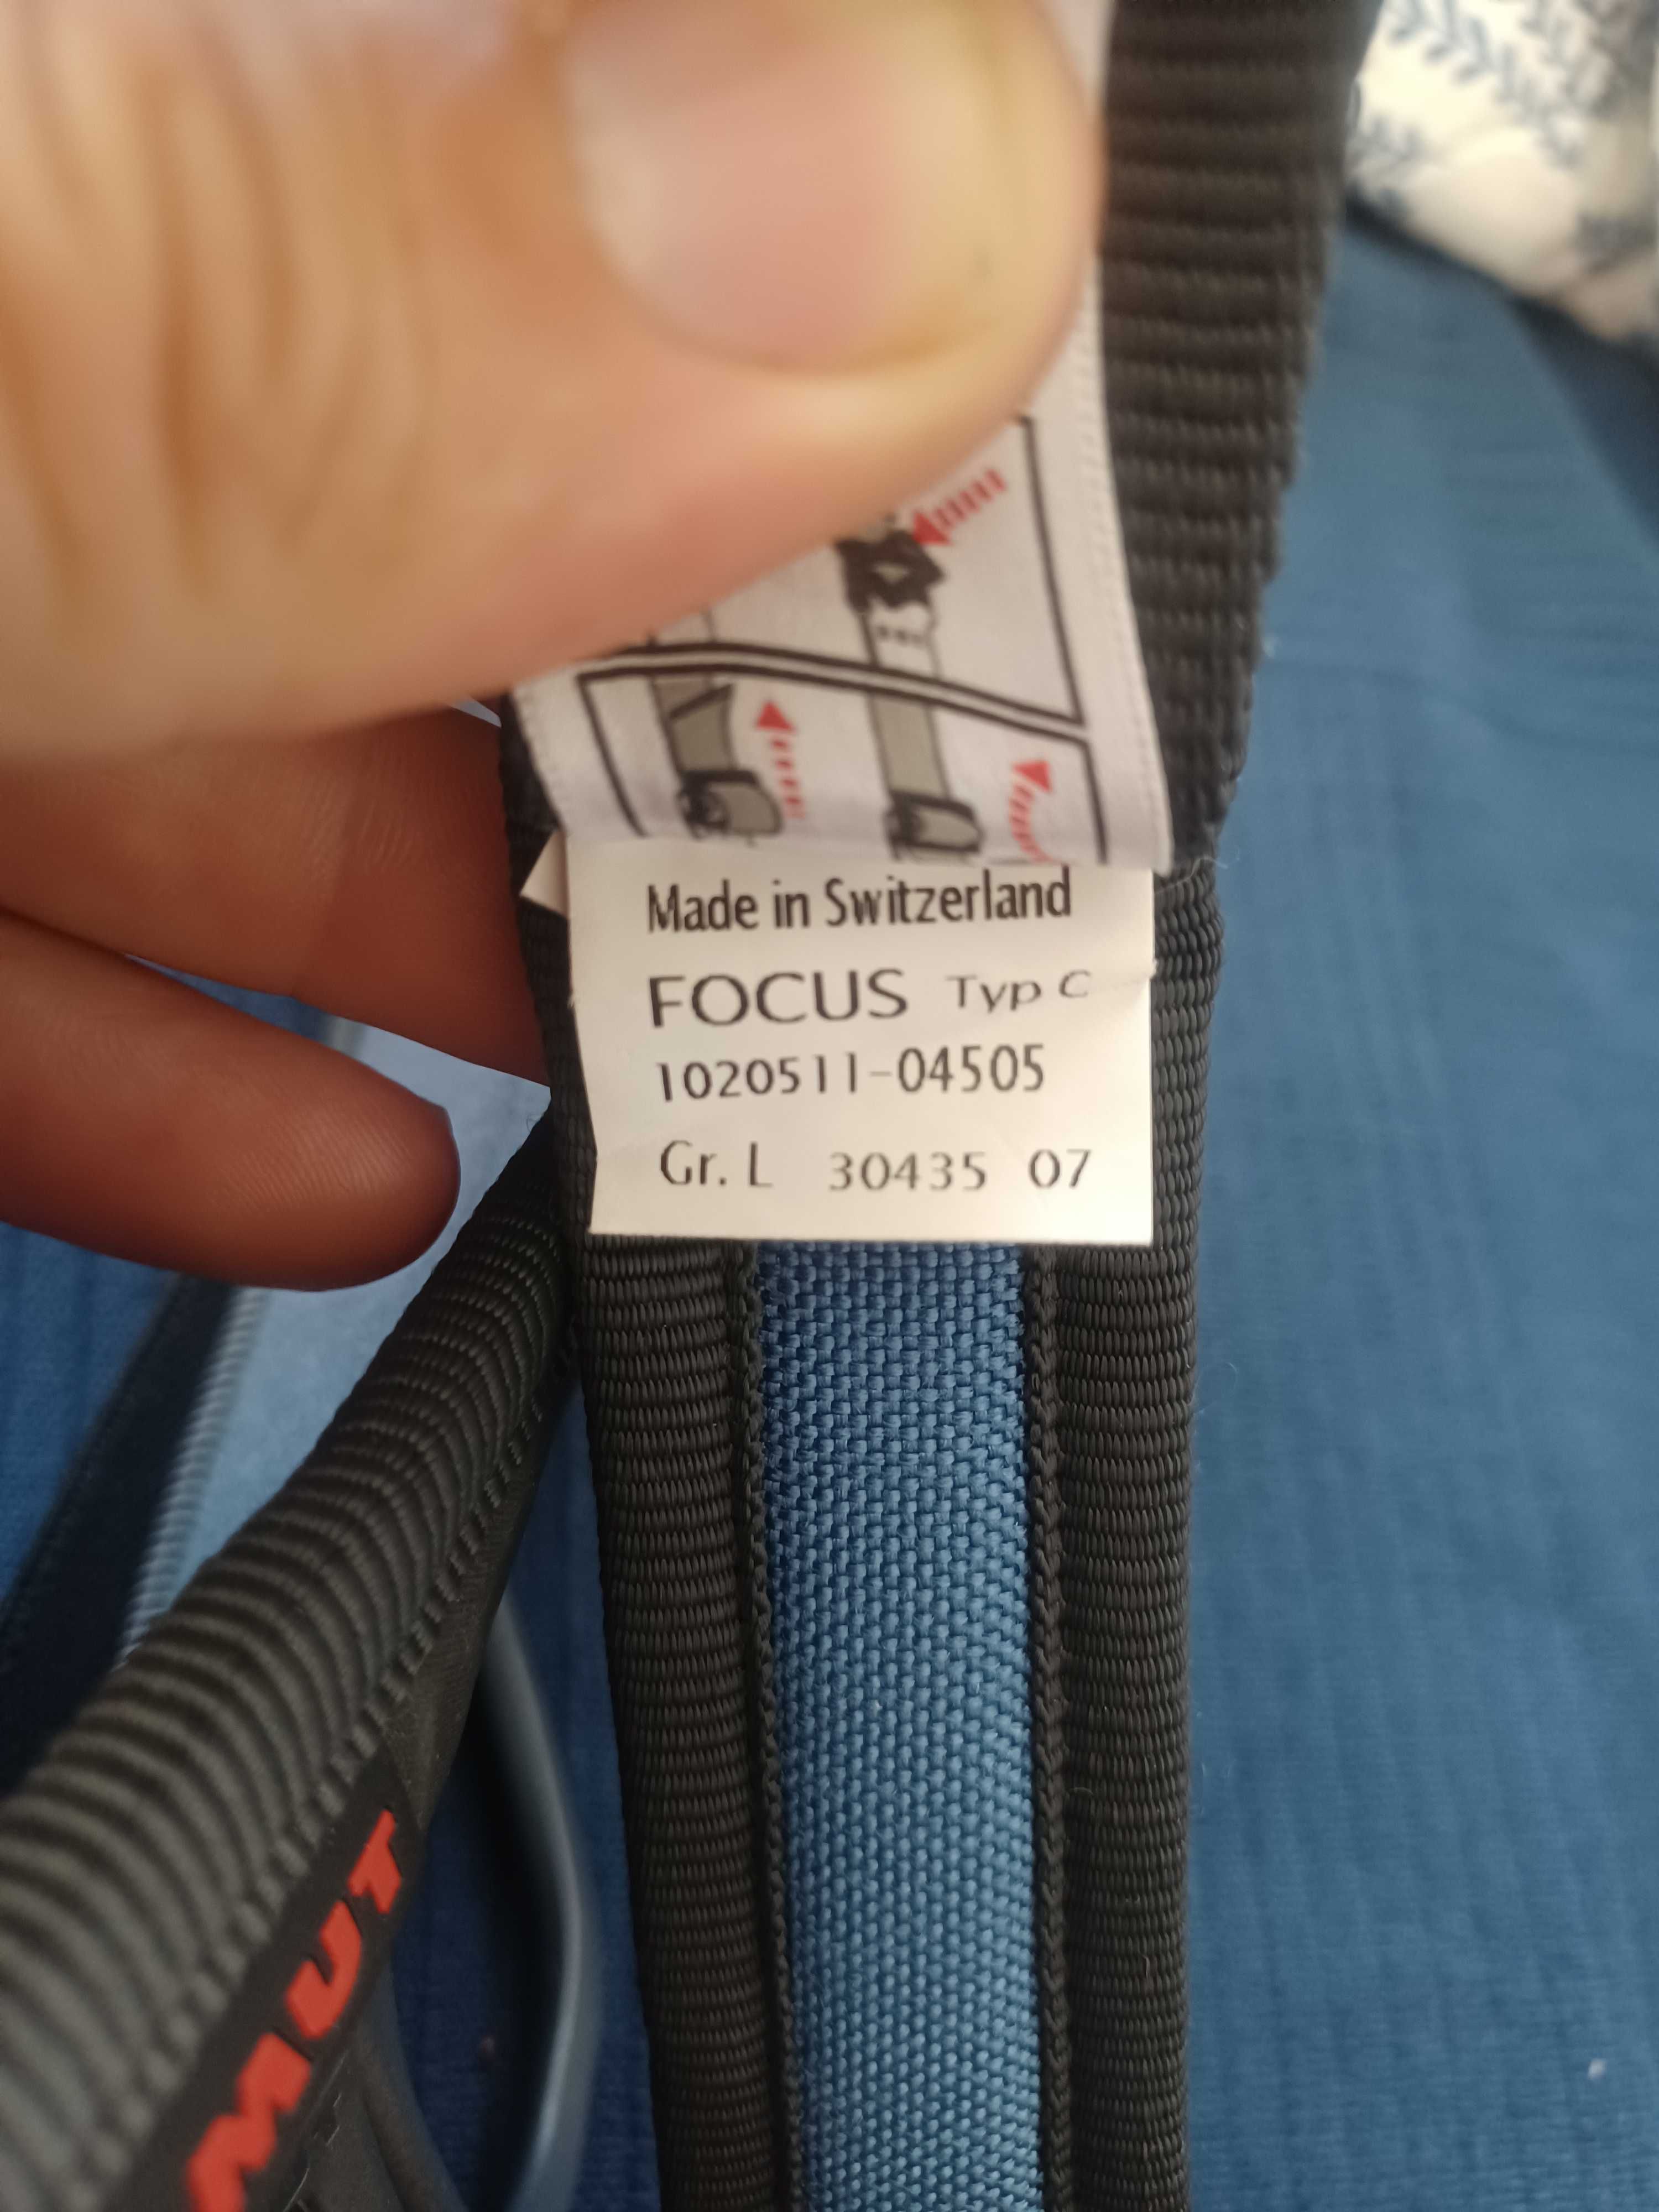 Made in Switzerland
FOCUS Typ C
1020511-04505
Gr. L 30435 07
MUT